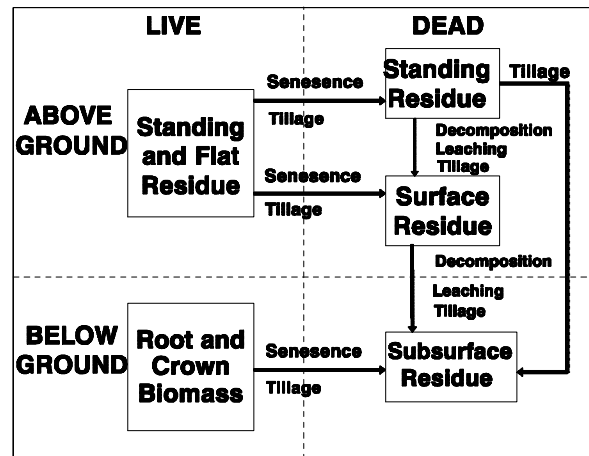 LIVE
DEAD
ABOVE
GROUND
Standing
and Flat
Residue
Senesence
Tillage
Senesence
Tillage
Standing
Residue
Tillage
Decomposition
Leaching
Tillage
Surface
Residue
Decomposition
Leaching
Tillage
BELOW
GROUND
Root and
Crown
Biomass
Senesence
Tillage
Subsurface
Residue